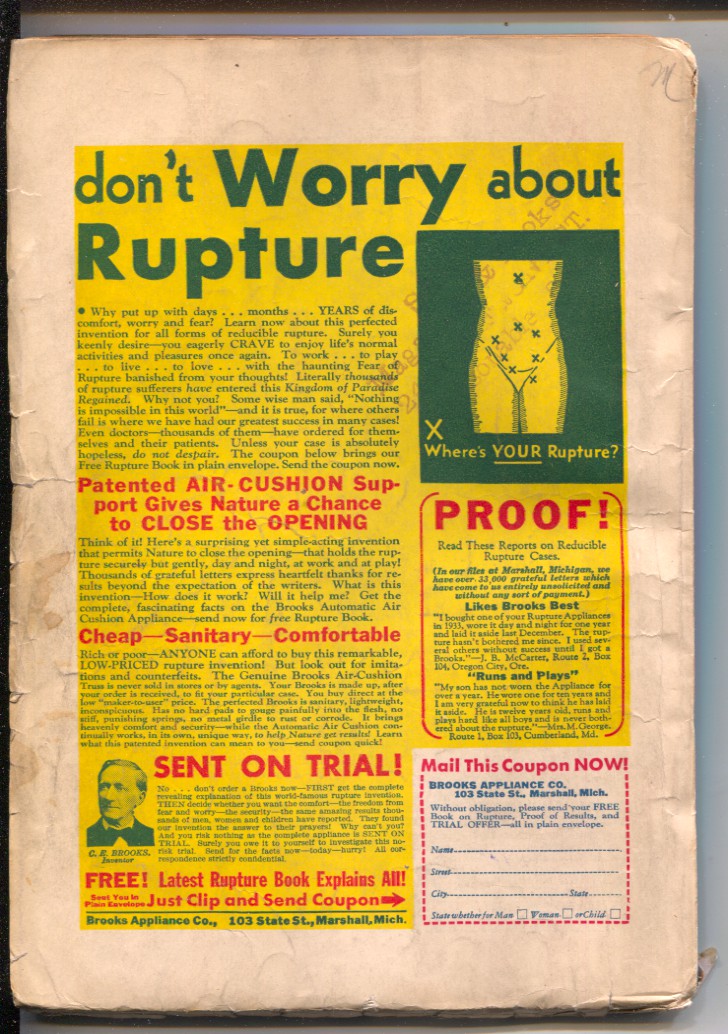 don't Worry about
Rupture
• Why put up with days . . . months . . . YEARS of dis-
comfort, worry and fear? Learn now about this perfected
invention for all forms of reducible rupture. Surely you
keenly desire—you eagerly CRAVE to enjoy life's normal
activities and pleasures once again. To work . . . to play
. . . to live . . . to love . . . with the haunting Fear of
Rupture banished from your thoughts! Literally thousands
of rupture sufferers have entered this Kingdom of Paradise
Regained. Why not you? Some wise man said, "Nothing
is impossible in this world"—and it is true, for where others
fail is where we have had our greatest success in many cases!
Even doctors—thousands of them—have ordered for them-
selves and their patients. Unless your case is absolutely
hopeless, do not despair. The coupon below brings our
Free Rupture Book in plain envelope. Send the coupon now.
Patented AIR-CUSHION Sup-
port Gives Nature a Chance
to CLOSE the OPENING
Think of it! Here's a surprising yet simple-acting invention
that permits Nature to close the opening—that holds the rup-
ture securely but gently, day and night, at work and at play!
Thousands of grateful letters express heartfelt thanks for re-
sults beyond the expectation of the writers. What is this
invention—How does it work? Will it help me? Get the
complete, fascinating facts on the Brooks Automatic Air
Cushion Appliance—send now for free Rupture Book.
Cheap—Sanitary—Comfortable
Rich or poor—ANYONE can afford to buy this remarkable,
LOW-PRICED rupture invention! But look out for imita-
tions and counterfeits. The Genuine Brooks Air-Cushion
Truss is never sold in stores or by agents. Your Brooks is made up, after
your order is received, to fit your particular case. You buy direct at the
low "maker-to-user" price. The perfected Brooks is sanitary, lightweight,
inconspicuous. Has no hard pads to gouge painfully into the flesh, no
stiff, punishing springs, no metal girdle to rust or corrode. It brings
heavenly comfort and security—while the Automatic Air Cushion con-
tinually works, in its own, unique way, to help Nature get results! Learn
what this patented invention can mean to you—send coupon quick!
SENT ON TRIAL!
No . . . don't order a Brooks now—FIRST get the complete
revealing explanation of this world-famous rupture invention.
THEN decide whether you want the comfort—the freedom from
fear and worry—the security—the same amazing results thou-
sands of men, women and children have reported. They found
our invention the answer to their prayers! Why can't you?
And you risk nothing as the complete appliance is SENT ON
TRIAL. Surely you owe it to yourself to investigate this no-
risk trial. Send for the facts now—today—hurry! All cor-
respondence strictly confidential.
C. E. BROOKS,
Inventor
FREE! Latest Rupture Book Explains All!
Sent You in
Plain Envelope
Just Clip and Send Coupon
Brooks Appliance Co., 103 State St., Marshall, Mich.
X
Where's YOUR Rupture?
PROOF!
Read These Reports on Reducible
Rupture Cases.
(In our files at Marshall, Michigan, we
have over 33,000 grateful letters which
have come to us entirely unsolicited and
without any sort of payment.)
Likes Brooks Best
"I bought one of your Rupture Appliances
in 1933, wore it day and night for one year
and laid it aside last December. The rup-
ture hasn't bothered me since. I used sev-
eral others without success until I got a
Brooks."—J. B. McCarter, Route 2, Box
104, Oregon City, Ore.
"Runs and Plays"
"My son has not worn the Appliance for
over a year. He wore one for ten years and
I am very grateful now to think he has laid
it aside. He is twelve years old, runs and
plays hard like all boys and is never both-
ered about the rupture."—Mrs. M. George,
Route 1, Box 103, Cumberland, Md.
Mail This Coupon NOW!
BROOKS APPLIANCE CO.
103 State St., Marshall, Mich.
Without obligation, please send your FREE
Book on Rupture, Proof of Results, and
TRIAL OFFER—all in plain envelope.
Name
Street
City State
State whether for Man Woman or Child